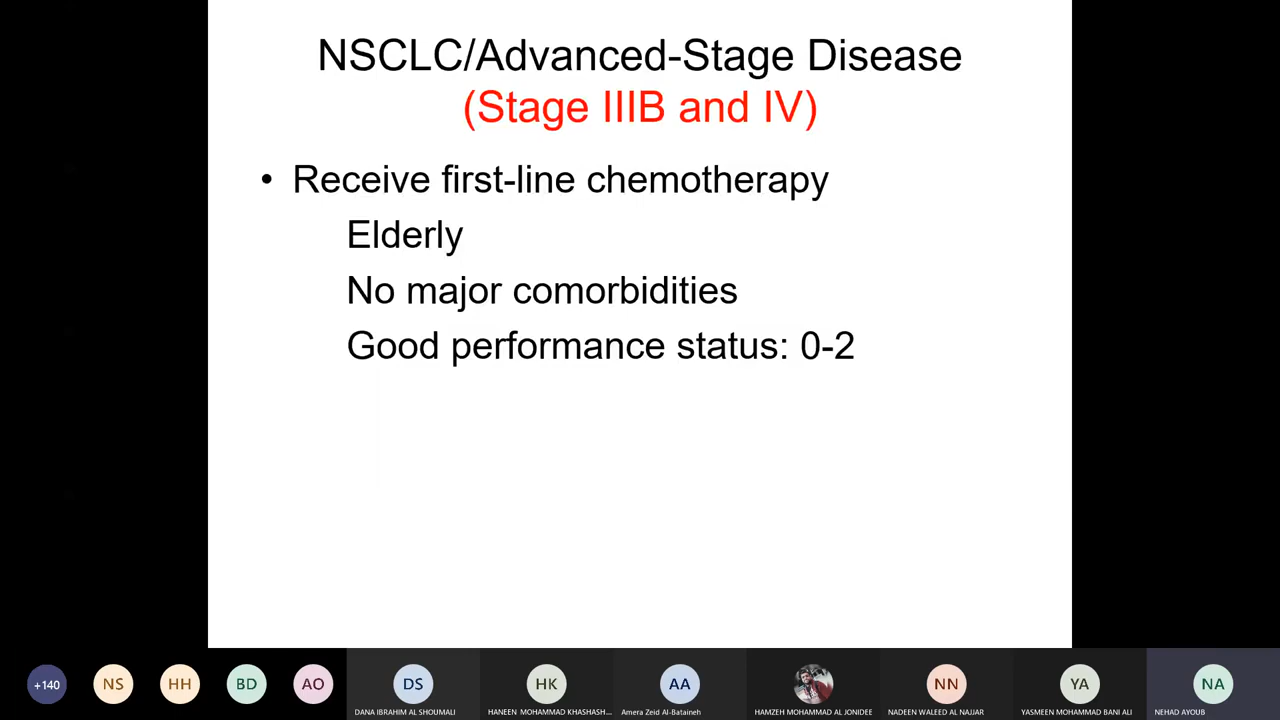 NSCLC/Advanced-Stage Disease
(Stage IIIB and IV)
• Receive first-line chemotherapy
Elderly
No major comorbidities
Good performance status: 0-2
+140
NS
HH
BD
AO
DS
HK
AA
NN
YA
NA
DANA IBRAHIM AL SHOUMALI
HANEEN MOHAMMAD KHASHASH...
Amera Zeid Al-Bataineh
HAMZEH MOHAMMAD AL JONIDEE
NADEEN WALEED AL NAJJAR
YASMEEN MOHAMMAD BANI ALI
NEHAD AYOUB